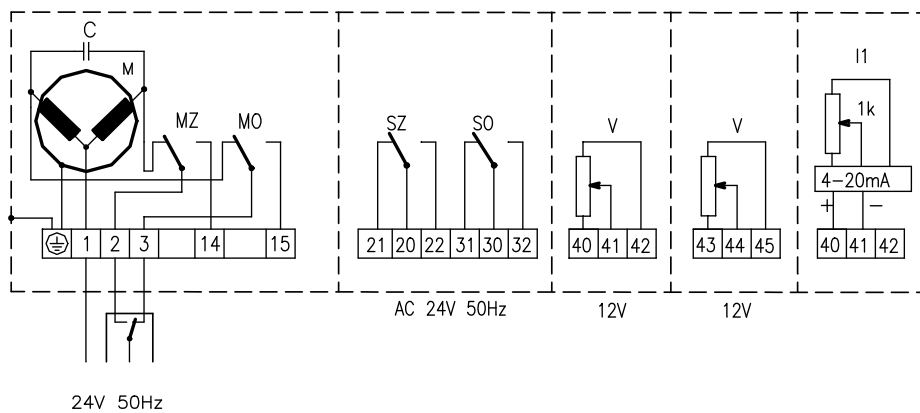 C
M
MZ
MO
SZ
SO
V
V
I1
1k
4-20mA
+ -
1 2 3 14 15
21 20 22 31 30 32
40 41 42
43 44 45
40 41 42
AC 24V 50Hz
12V
12V
24V 50Hz